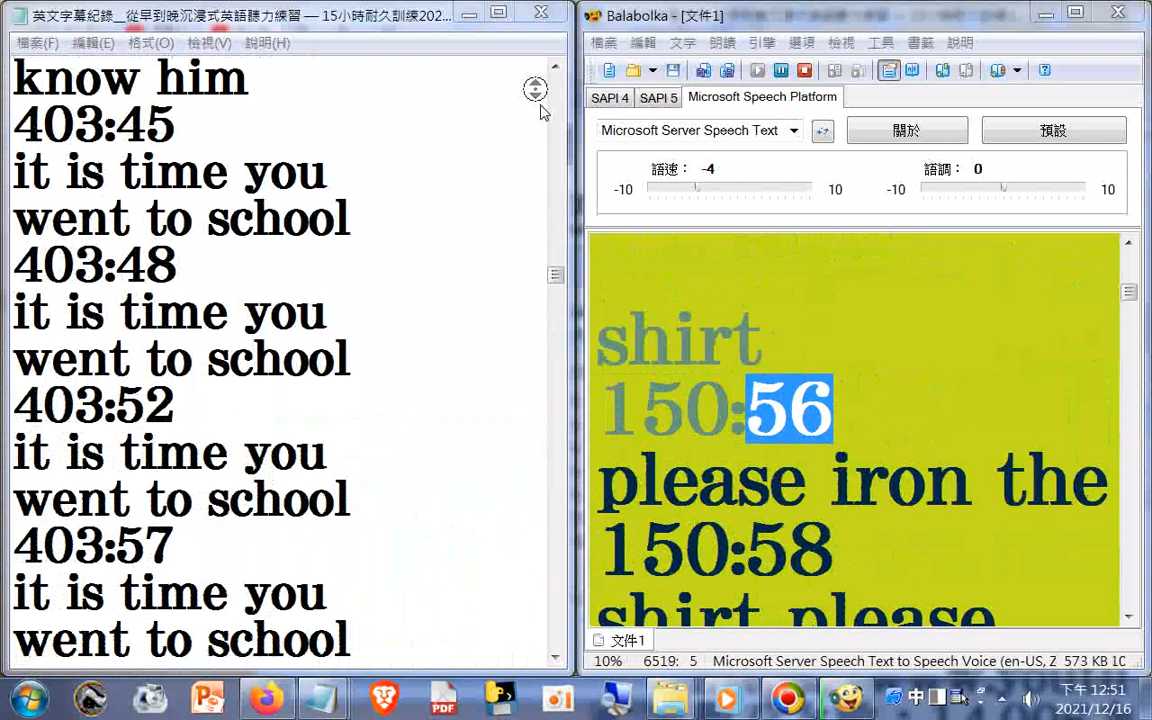 英文字幕紀錄__從早到晚沉浸式英語聽力練習 — 15小時耐久訓練202...
檔案(F) 編輯(E) 格式(O) 檢視(V) 說明(H)
know him
403:45
it is time you
went to school
403:48
it is time you
went to school
403:52
it is time you
went to school
403:57
it is time you
went to school
Balabolka - [文件1]
檔案 編輯 文字 朗讀 引擎 選項 檢視 工具 書籤 說明
SAPI 4 SAPI 5 Microsoft Speech Platform
Microsoft Server Speech Text 關於 預設
語速： -4 語調： 0
-10 10 -10 10
shirt
150:56
please iron the
150:58
shirt please
文件1
10% 6519: 5 Microsoft Server Speech Text to Speech Voice (en-US, 2 573 KB 10
中 下午 12:51
2021/12/16